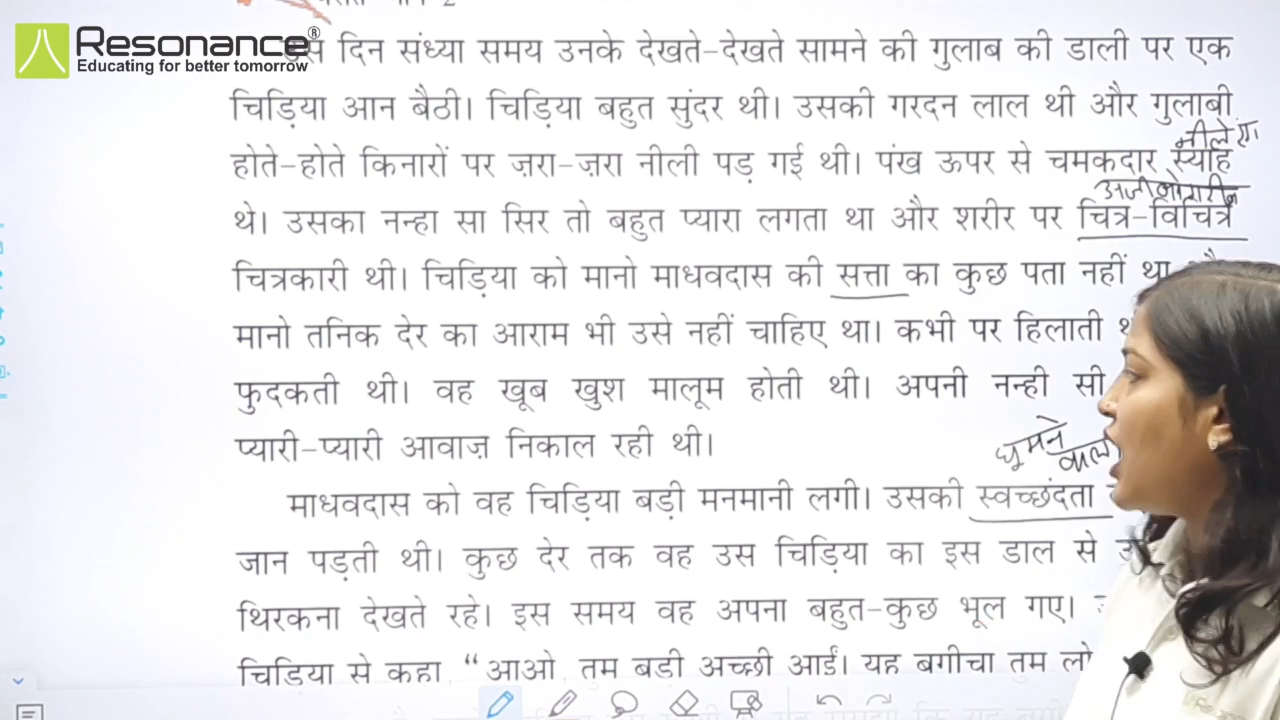 Resonance®
Educating for better tomorrow
दिन संध्या समय उनके देखते-देखते सामने की गुलाब की डाली पर एक
चिड़िया आन बैठी। चिड़िया बहुत सुंदर थी। उसकी गरदन लाल थी और गुलाबी
नीले
होते-होते किनारों पर ज़रा-ज़रा नीली पड़ गई थी। पंख ऊपर से चमकदार स्याह
थे। उसका नन्हा सा सिर तो बहुत प्यारा लगता था और शरीर पर चित्र-विचित्र
चित्रकारी थी। चिड़िया को मानो माधवदास की सत्ता का कुछ पता नहीं था
मानो तनिक देर का आराम भी उसे नहीं चाहिए था। कभी पर हिलाती
फुदकती थी। वह खूब खुश मालूम होती थी। अपनी नन्ही सी
प्यारी-प्यारी आवाज़ निकाल रही थी।
घूमने
माधवदास को वह चिड़िया बड़ी मनमानी लगी। उसकी स्वच्छंदता
जान पड़ती थी। कुछ देर तक वह उस चिड़िया का इस डाल से
थिरकना देखते रहे। इस समय वह अपना बहुत-कुछ भूल गए।
चिड़िया से कहा, “आओ, तुम बड़ी अच्छी आईं। यह बगीचा तुम